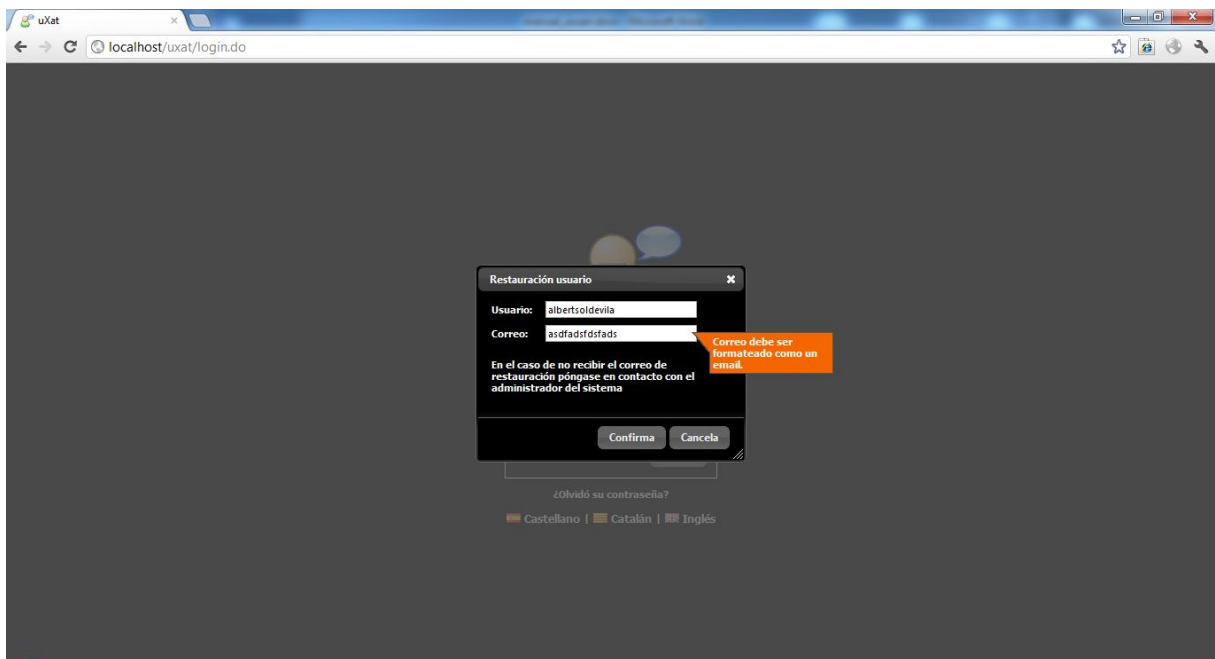 uXat
localhost/uxat/login.do
Restauración usuario
Usuario: albertsoldevila
Correo: asdfadsfdsfads
Correo debe ser
formateado como un
email.
En el caso de no recibir el correo de
restauración póngase en contacto con el
administrador del sistema
Confirma Cancela
¿Olvidó su contraseña?
Castellano | Catalán | Inglés